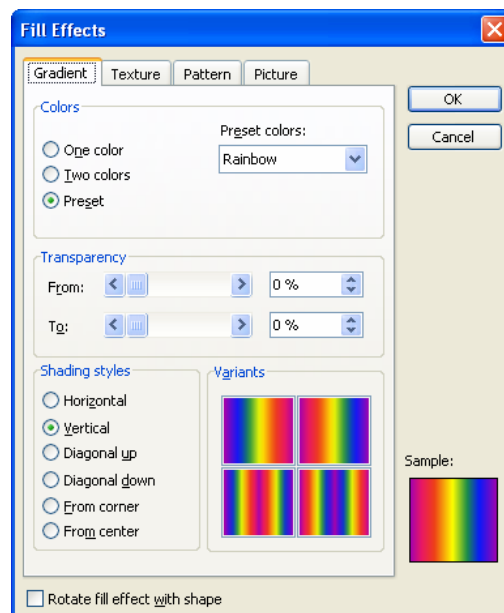 Fill Effects
Gradient Texture Pattern Picture
OK
Cancel
Colors
Preset colors:
One color
Two colors
Preset
Rainbow
Transparency
From: 0 %
To: 0 %
Shading styles
Horizontal
Vertical
Diagonal up
Diagonal down
From corner
From center
Variants
Sample:
Rotate fill effect with shape